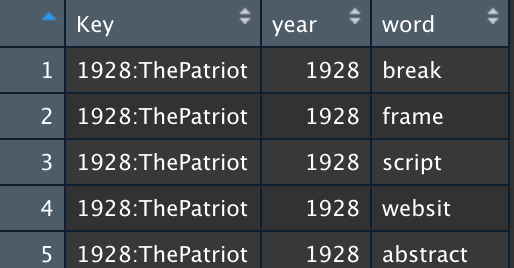 Key year word
1 1928:ThePatriot 1928 break
2 1928:ThePatriot 1928 frame
3 1928:ThePatriot 1928 script
4 1928:ThePatriot 1928 websit
5 1928:ThePatriot 1928 abstract